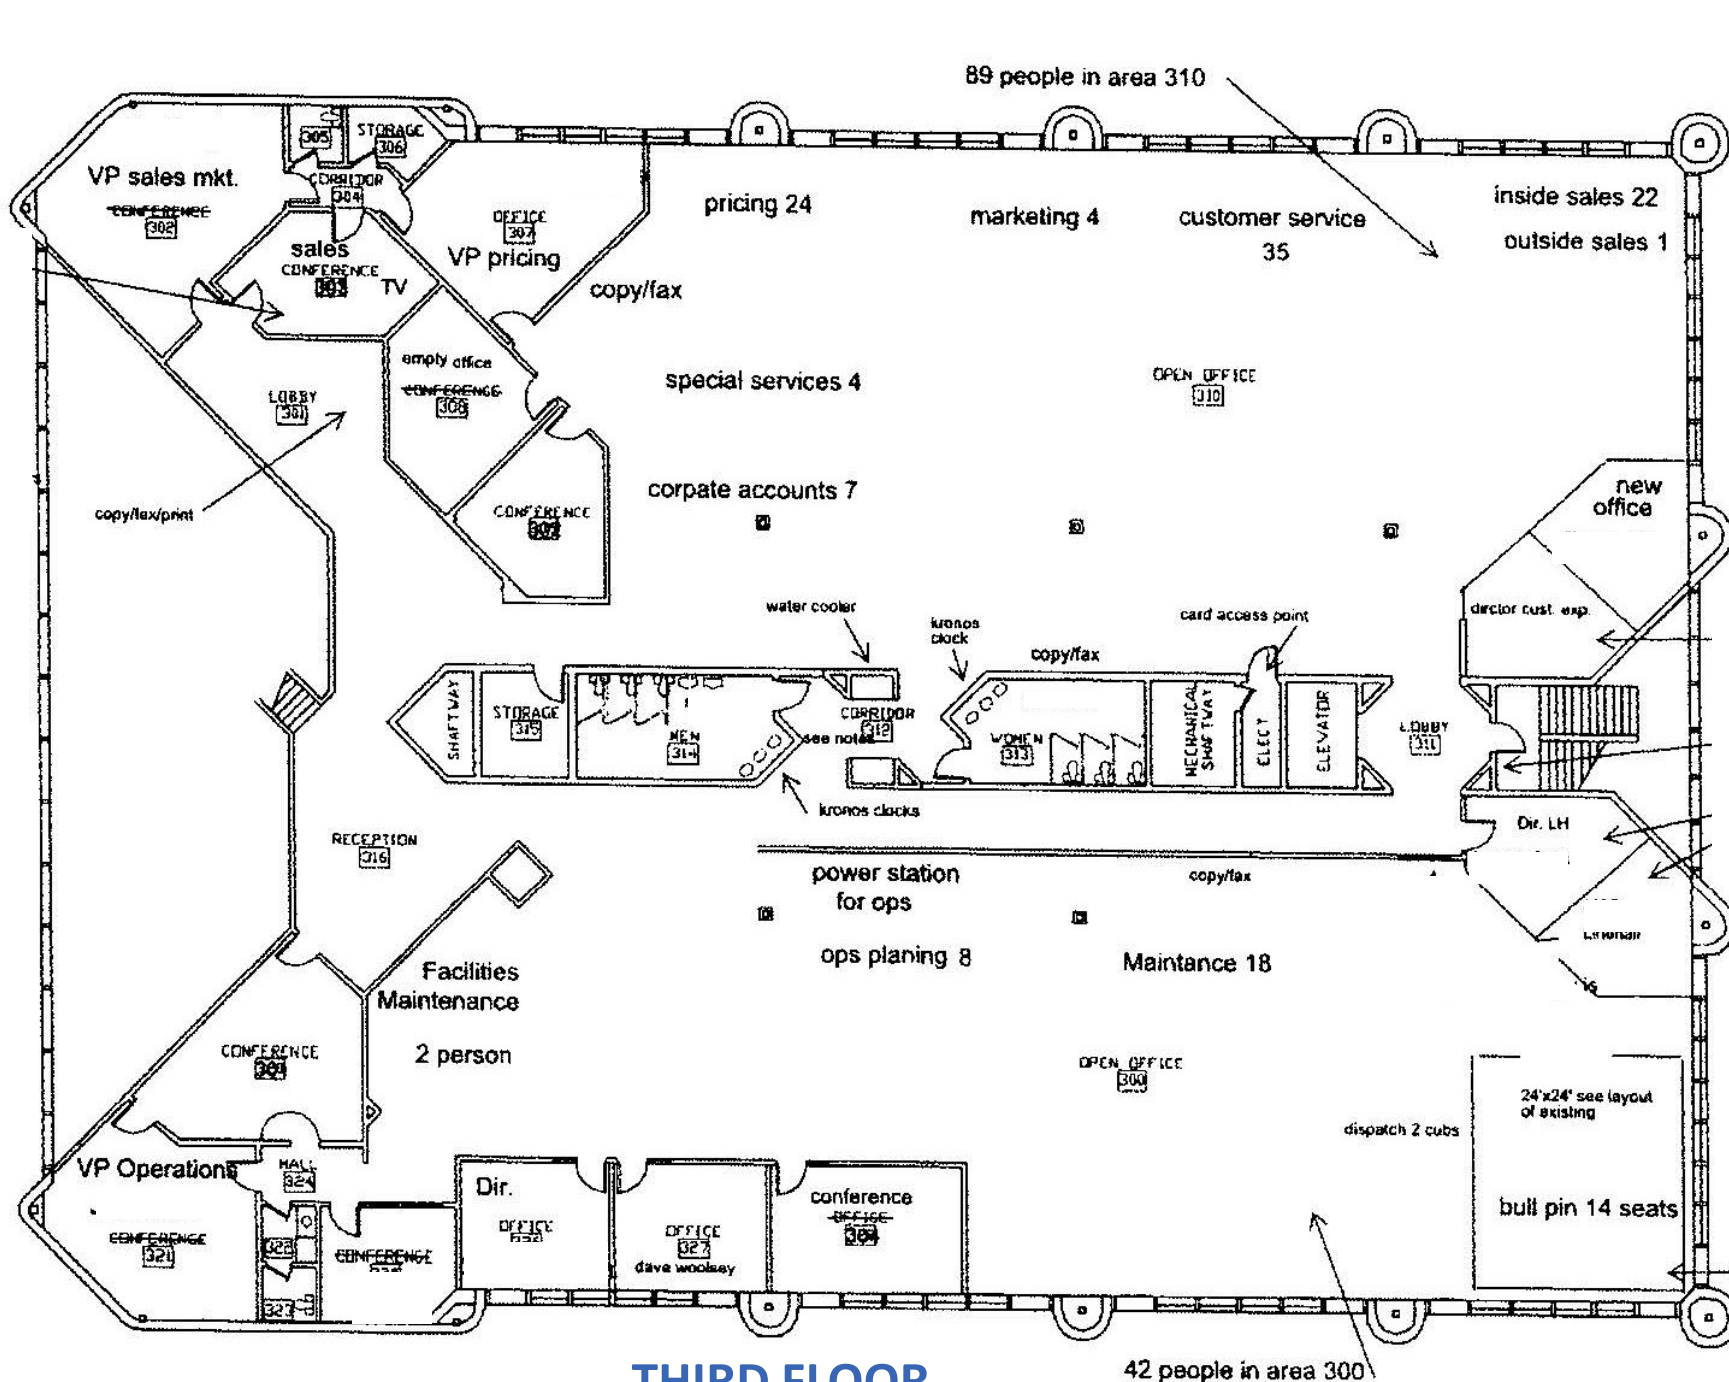 89 people in area 310
305
STORAGE
306
VP sales mkt.
CONFERENCE
302
CORRIDOR
304
OFFICE
307
VP pricing
pricing 24
marketing 4
customer service
35
inside sales 22
outside sales 1
sales
CONFERENCE
303
TV
copy/fax
empty office
CONFERENCE
308
special services 4
OPEN OFFICE
310
LOBBY
301
copy/fax/print
corpate accounts 7
CONFERENCE
new
office
water cooler
kronos
clock
card access point
dirctor cust. exp.
copy/fax
SHAFTWAY
STORAGE
315
MEN
314
CORRIDOR
312
see note
WOMEN
313
MECHANICAL
SHAFTWAY
ELECT
ELEVATOR
LOBBY
311
kronos clocks
RECEPTION
316
Dir. LH
power station
for ops
copy/fax
ops planing 8
Maintance 18
Facilities
Maintenance
2 person
is
CONFERENCE
OPEN OFFICE
300
24'x24' see layout
of existing
dispatch 2 cubs
VP Operations
HALL
324
Dir.
OFFICE
OFFICE
327
dave woolsey
conference
OFFICE
bull pin 14 seats
CONFERENCE
321
322
CONFERENCE
323
THIRD FLOOR
42 people in area 300